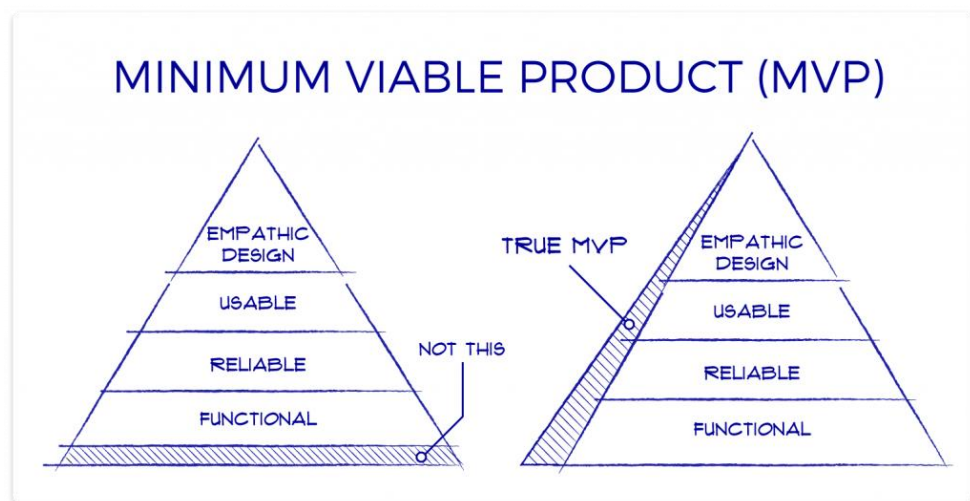 MINIMUM VIABLE PRODUCT (MVP)
EMPATHIC
DESIGN
USABLE
RELIABLE
FUNCTIONAL
NOT THIS
TRUE MVP
EMPATHIC
DESIGN
USABLE
RELIABLE
FUNCTIONAL